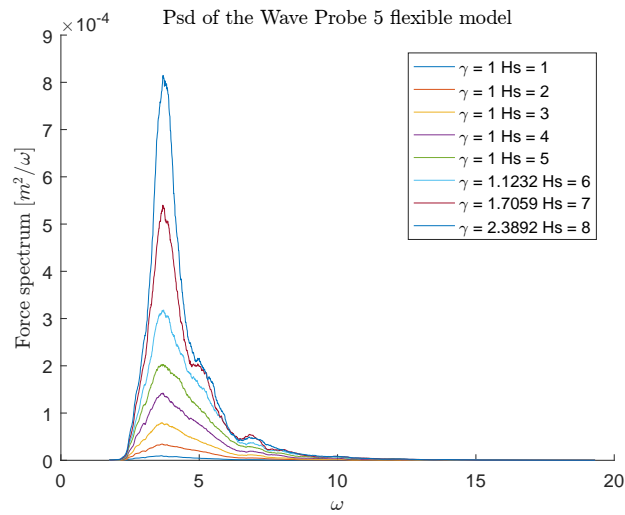 Psd of the Wave Probe 5 flexible model
×10⁻⁴
9
8
7
6
5
4
3
2
1
0
Force spectrum [m²/ω]
γ = 1 Hs = 1
γ = 1 Hs = 2
γ = 1 Hs = 3
γ = 1 Hs = 4
γ = 1 Hs = 5
γ = 1.1232 Hs = 6
γ = 1.7059 Hs = 7
γ = 2.3892 Hs = 8
0 5 10 15 20
ω